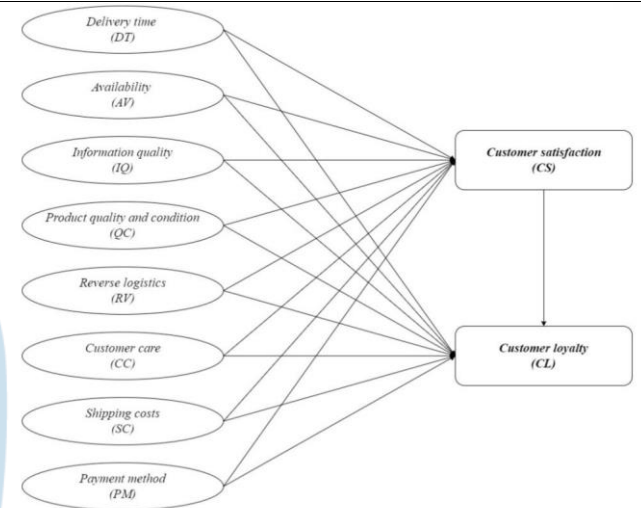 Delivery time
(DT)
Availability
(AV)
Information quality
(IQ)
Product quality and condition
(QC)
Reverse logistics
(RV)
Customer care
(CC)
Shipping costs
(SC)
Payment method
(PM)
Customer satisfaction
(CS)
Customer loyalty
(CL)